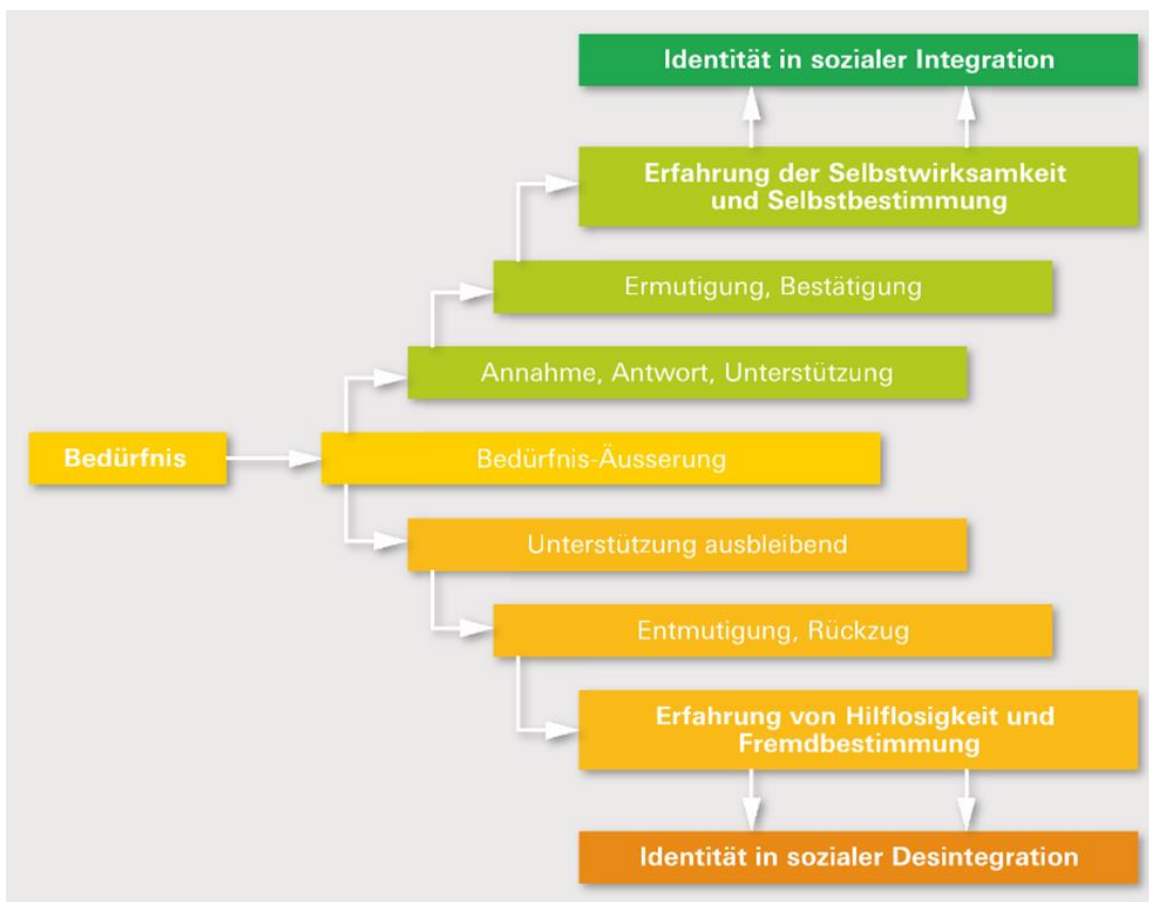 Identität in sozialer Integration
Erfahrung der Selbstwirksamkeit
und Selbstbestimmung
Ermutigung, Bestätigung
Annahme, Antwort, Unterstützung
Bedürfnis
Bedürfnis-Äusserung
Unterstützung ausbleibend
Entmutigung, Rückzug
Erfahrung von Hilflosigkeit und
Fremdbestimmung
Identität in sozialer Desintegration